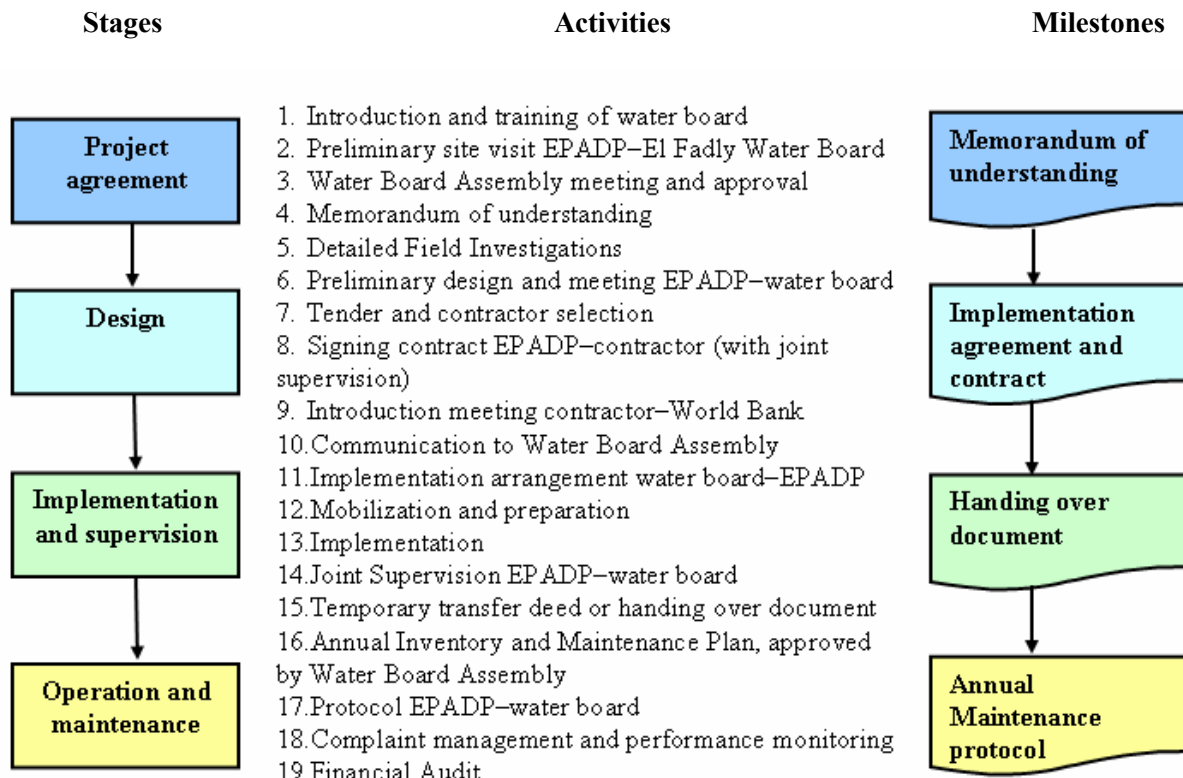 Stages
Activities
Milestones
Project
agreement
Design
Implementation
and supervision
Operation and
maintenance
1. Introduction and training of water board
2. Preliminary site visit EPADP–El Fadly Water Board
3. Water Board Assembly meeting and approval
4. Memorandum of understanding
5. Detailed Field Investigations
6. Preliminary design and meeting EPADP–water board
7. Tender and contractor selection
8. Signing contract EPADP–contractor (with joint
supervision)
9. Introduction meeting contractor–World Bank
10.Communication to Water Board Assembly
11.Implementation arrangement water board–EPADP
12.Mobilization and preparation
13.Implementation
14.Joint Supervision EPADP–water board
15.Temporary transfer deed or handing over document
16.Annual Inventory and Maintenance Plan, approved
by Water Board Assembly
17.Protocol EPADP–water board
18.Complaint management and performance monitoring
19.Financial Audit
Memorandum of
understanding
Implementation
agreement and
contract
Handing over
document
Annual
Maintenance
protocol